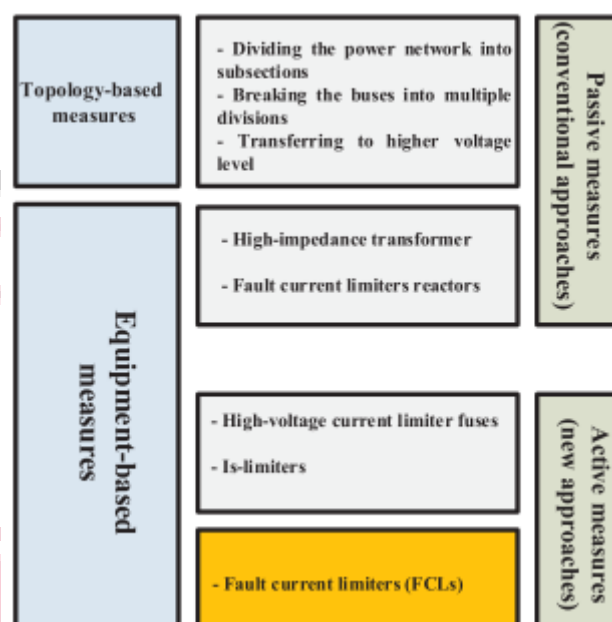 Topology-based
measures
- Dividing the power network into
subsections
- Breaking the buses into multiple
divisions
- Transferring to higher voltage
level
Passive measures
(conventional approaches)
Equipment-based
measures
- High-impedance transformer
- Fault current limiters reactors
- High-voltage current limiter fuses
- Is-limiters
- Fault current limiters (FCLs)
Active measures
(new approaches)